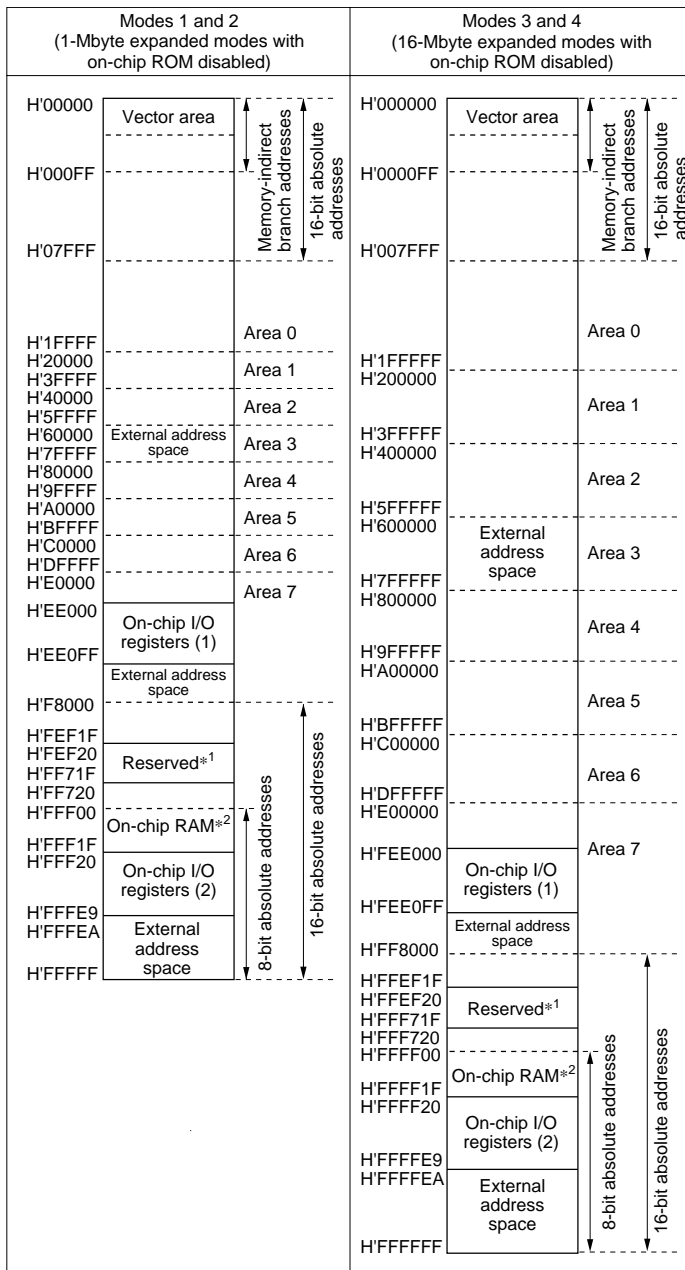 Modes 1 and 2
(1-Mbyte expanded modes with
on-chip ROM disabled)
H'00000
Vector area
H'000FF
H'07FFF
Memory-indirect
branch addresses
16-bit absolute
addresses
H'1FFFF
H'20000
H'3FFFF
H'40000
H'5FFFF
H'60000
H'7FFFF
H'80000
H'9FFFF
H'A0000
H'BFFFF
H'C0000
H'DFFFF
H'E0000
H'EE000
External address
space
Area 0
Area 1
Area 2
Area 3
Area 4
Area 5
Area 6
Area 7
On-chip I/O
registers (1)
H'EE0FF
External address
space
H'F8000
H'FEF1F
H'FEF20
Reserved*1
H'FF71F
H'FF720
H'FFF00
On-chip RAM*2
H'FFF1F
H'FFF20
On-chip I/O
registers (2)
H'FFFE9
H'FFFEA
External
address
space
H'FFFFF
8-bit absolute addresses
16-bit absolute addresses
Modes 3 and 4
(16-Mbyte expanded modes with
on-chip ROM disabled)
H'000000
Vector area
H'0000FF
H'007FFF
Memory-indirect
branch addresses
16-bit absolute
addresses
H'1FFFFF
H'200000
H'3FFFFF
H'400000
H'5FFFFF
H'600000
H'7FFFFF
H'800000
H'9FFFFF
H'A00000
H'BFFFFF
H'C00000
H'DFFFFF
H'E00000
External
address
space
Area 0
Area 1
Area 2
Area 3
Area 4
Area 5
Area 6
Area 7
H'FEE000
On-chip I/O
registers (1)
H'FEE0FF
External address
space
H'FF8000
H'FFEF1F
H'FFEF20
Reserved*1
H'FFF71F
H'FFF720
H'FFFF00
On-chip RAM*2
H'FFFF1F
H'FFFF20
On-chip I/O
registers (2)
H'FFFFE9
H'FFFFEA
External
address
space
H'FFFFFF
8-bit absolute addresses
16-bit absolute addresses